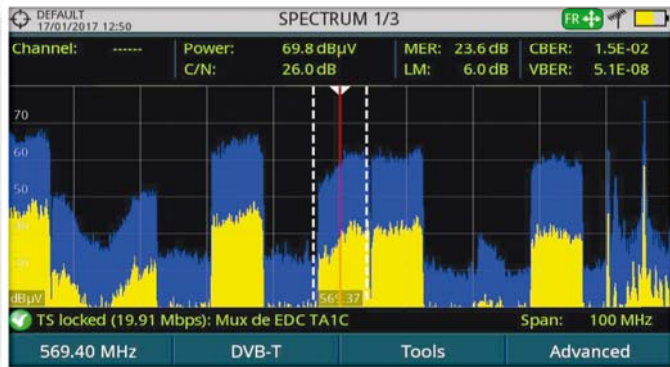 DEFAULT
17/01/2017 12:50
SPECTRUM 1/3
FR
Channel: ------
Power: 69.8 dBµV
MER: 23.6 dB
CBER: 1.5E-02
C/N: 26.0 dB
LM: 6.0 dB
VBER: 5.1E-08
70
60
50
dBµV
569.37
TS locked (19.91 Mbps): Mux de EDC TA1C
Span: 100 MHz
569.40 MHz
DVB-T
Tools
Advanced